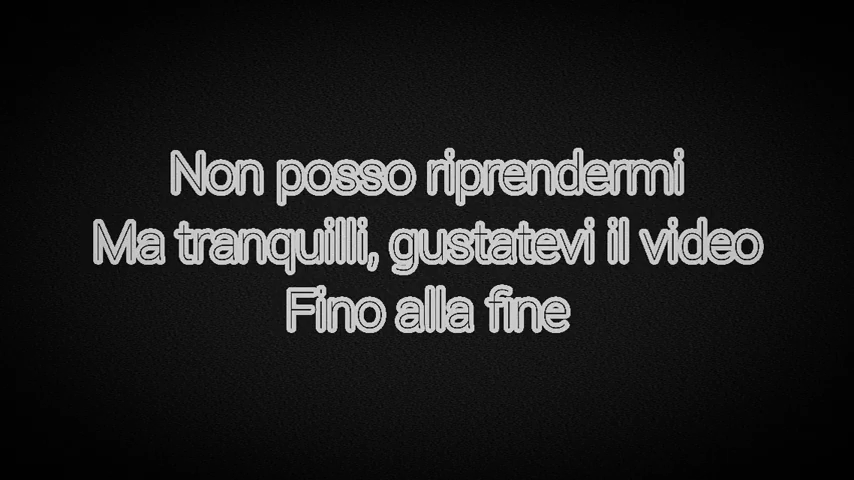 Non posso riprendermi
Ma tranquilli, gustatevi il video
Fino alla fine